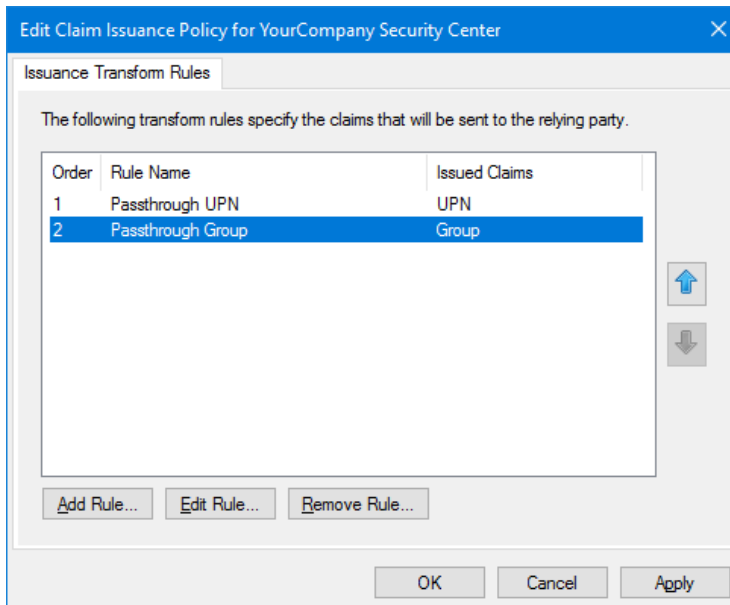 Edit Claim Issuance Policy for YourCompany Security Center
Issuance Transform Rules
The following transform rules specify the claims that will be sent to the relying party.
Order Rule Name Issued Claims
1 Passthrough UPN UPN
2 Passthrough Group Group
Add Rule... Edit Rule... Remove Rule...
OK Cancel Apply